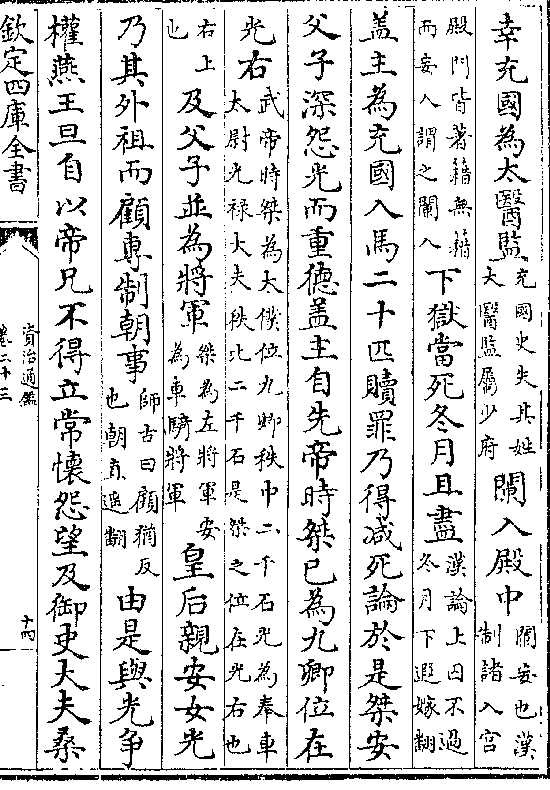 幸充國為太醫監充國史失其姓太醫監屬少府闌入殿中闌妄也漢制諸入宫
殿門皆著籍無籍而妄入謂之闌入下獄當死冬月且盡漢論上囚不過冬月下遐嫁翻
盖主為充國入馬二十匹贖罪乃得減死論於是桀安
父子深怨光而重德盖主自先帝時桀已為九卿位在
光右武帝時桀為太僕位九卿秩中二千石光為奉車太尉光禄大夫秩比二千石是桀之位在光右也
右上也及父子並為將軍桀為左將軍安為車騎將軍皇后親安女光
乃其外祖而顧專制朝事師古曰顧猶反也朝直遥翻由是與光争
權燕王旦自以帝兄不得立常懷怨望及御史大夫桑
欽定四庫全書
資治通鑑
卷二十三
十四